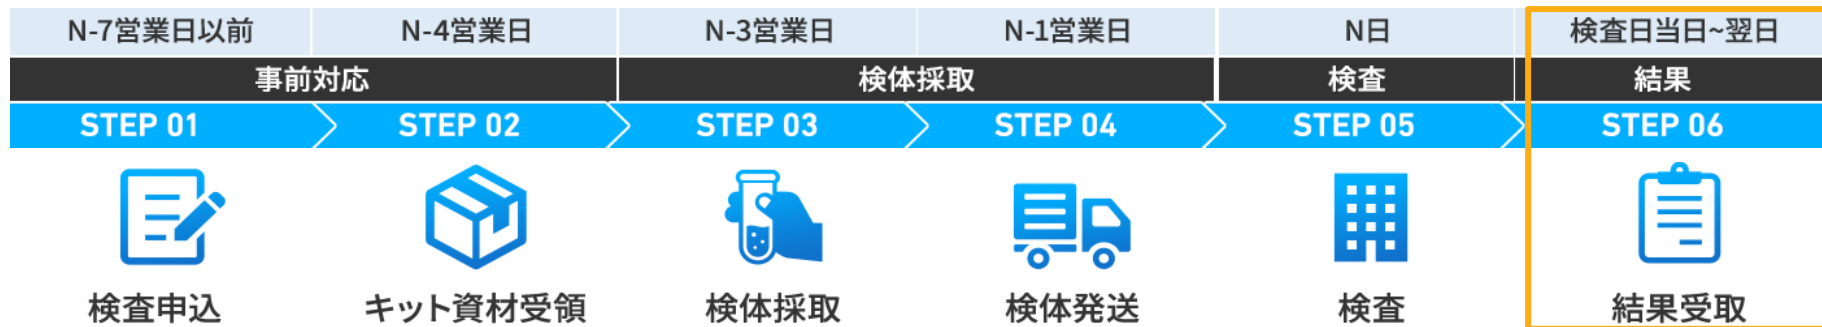 N-7営業日以前 N-4営業日 N-3営業日 N-1営業日 N日 検査日当日~翌日
事前対応 検体採取 検査 結果
STEP 01 STEP 02 STEP 03 STEP 04 STEP 05 STEP 06
検査申込 キット資材受領 検体採取 検体発送 検査 結果受取